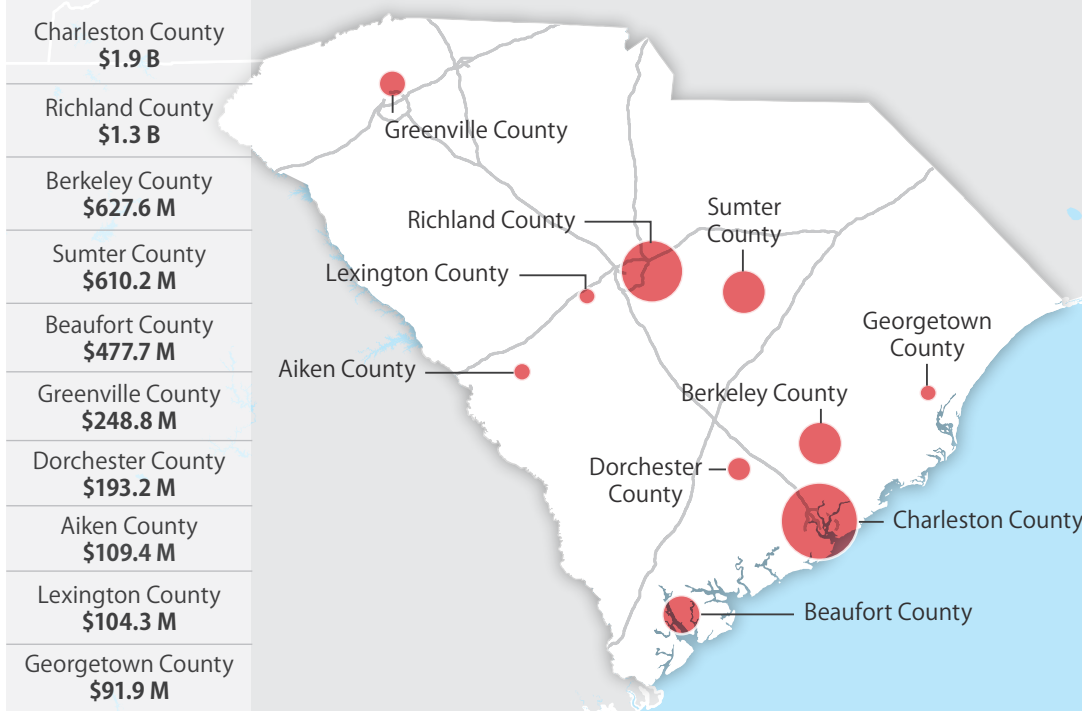 Charleston County
$1.9 B
Richland County
$1.3 B
Berkeley County
$627.6 M
Sumter County
$610.2 M
Beaufort County
$477.7 M
Greenville County
$248.8 M
Dorchester County
$193.2 M
Aiken County
$109.4 M
Lexington County
$104.3 M
Georgetown County
$91.9 M
Greenville County
Richland County
Sumter
County
Lexington County
Georgetown
County
Aiken County
Berkeley County
Dorchester
County
Charleston County
Beaufort County